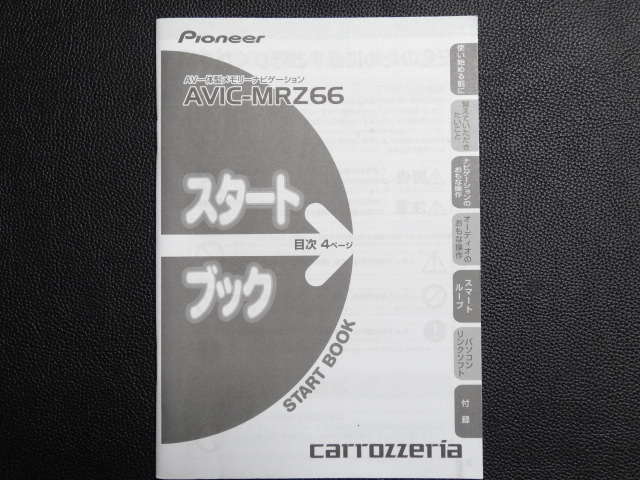 Pioneer
AV一体型メモリーナビゲーション
AVIC-MRZ66
スタート
目次 4ページ
ブック
START BOOK
carrozzeria
使い始める前に
覚えていただき
たいこと
ナビゲーションの
おもな操作
オーディオの
おもな操作
スマート
ループ
パソコン
リンクソフト
付録